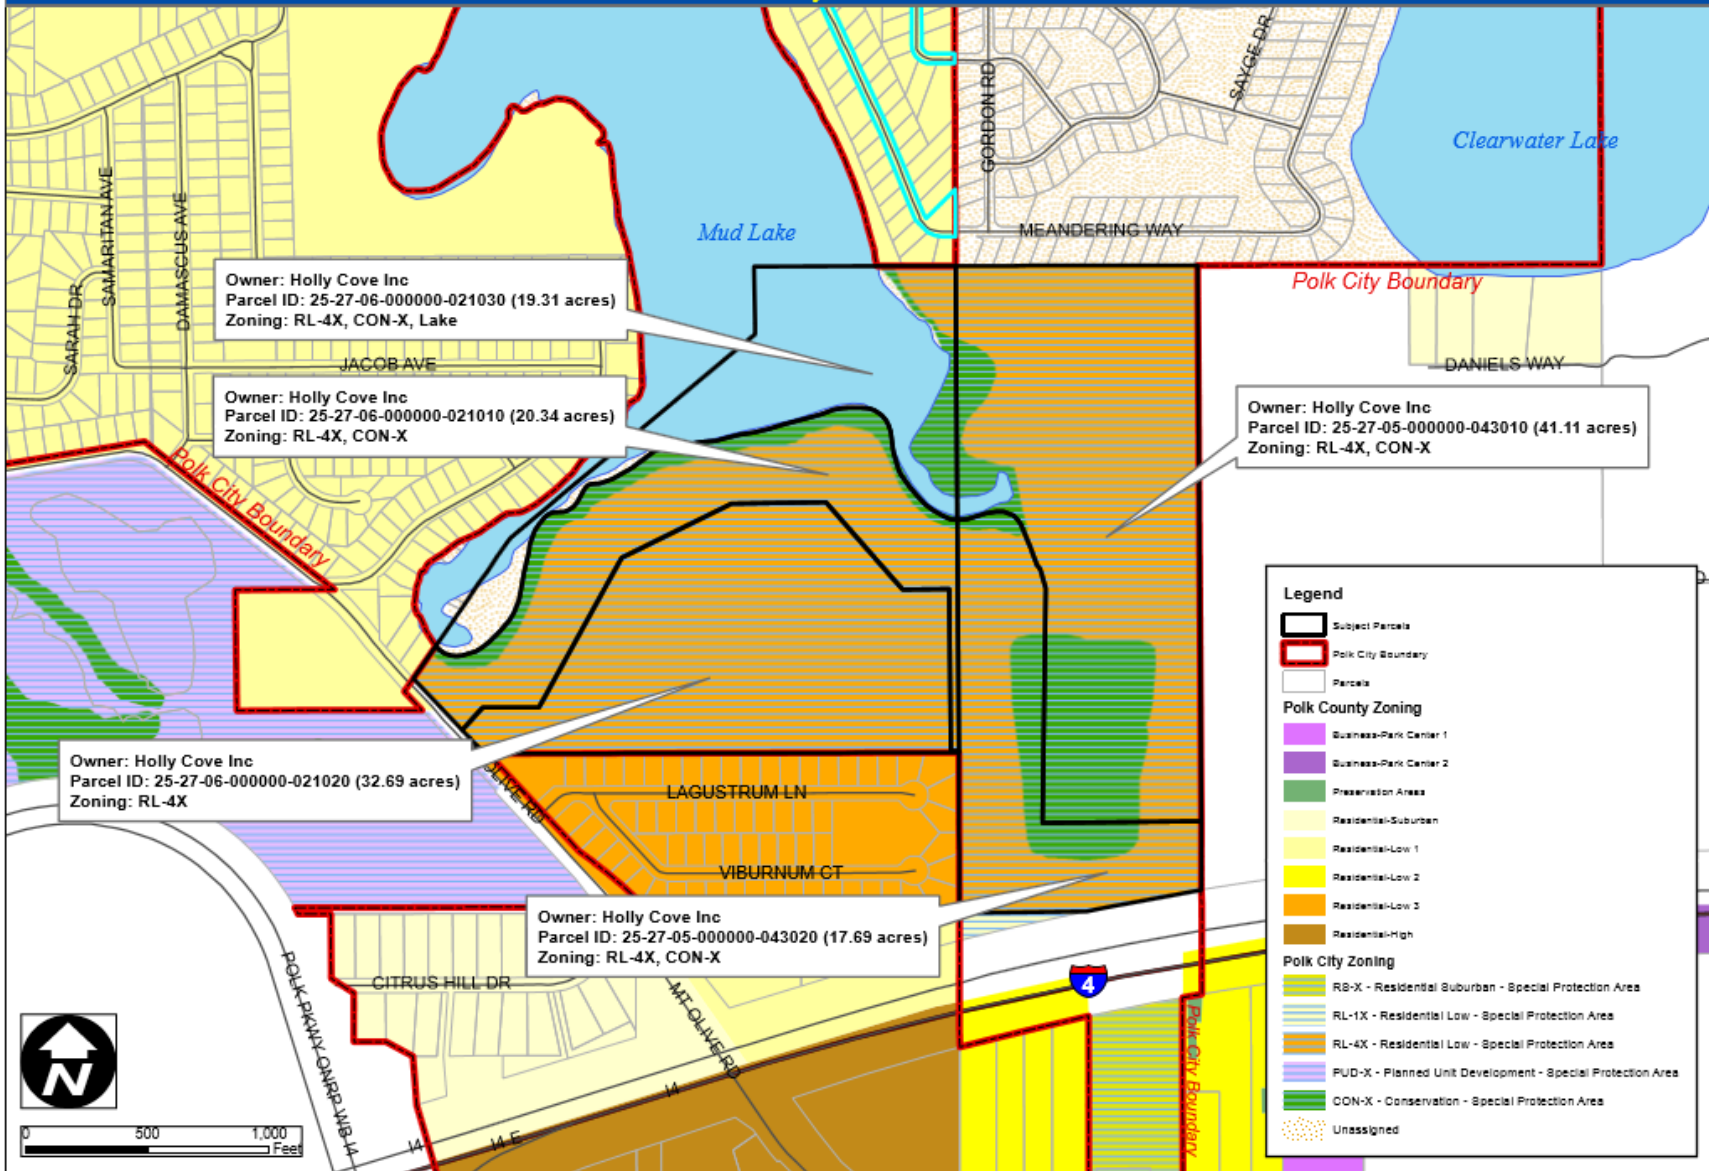 SAYGE DR
GORDON RD
Clearwater Lake
SAMARITAN AVE
DAMASCUS AVE
Mud Lake
MEANDERING WAY
Owner: Holly Cove Inc
Parcel ID: 25-27-06-000000-021030 (19.31 acres)
Zoning: RL-4X, CON-X, Lake
Polk City Boundary
SARAH DR
JACOB AVE
DANIELS WAY
Owner: Holly Cove Inc
Parcel ID: 25-27-06-000000-021010 (20.34 acres)
Zoning: RL-4X, CON-X
Owner: Holly Cove Inc
Parcel ID: 25-27-05-000000-043010 (41.11 acres)
Zoning: RL-4X, CON-X
Polk City Boundary
Owner: Holly Cove Inc
Parcel ID: 25-27-06-000000-021020 (32.69 acres)
Zoning: RL-4X
OLIVE RD
LAGUSTRUM LN
VIBURNUM CT
Owner: Holly Cove Inc
Parcel ID: 25-27-05-000000-043020 (17.69 acres)
Zoning: RL-4X, CON-X
CITRUS HILL DR
POLK PKWY ONRP WB I4
MT OLIVE RD
4
Polk City Boundary
I4
I4
I4 E
N
0 500 1,000
Feet
Legend
Subject Parcels
Polk City Boundary
Parcels
Polk County Zoning
Business-Park Center 1
Business-Park Center 2
Preservation Areas
Residential-Suburban
Residential-Low 1
Residential-Low 2
Residential-Low 3
Residential-High
Polk City Zoning
RS-X - Residential Suburban - Special Protection Area
RL-1X - Residential Low - Special Protection Area
RL-4X - Residential Low - Special Protection Area
PUD-X - Planned Unit Development - Special Protection Area
CON-X - Conservation - Special Protection Area
Unassigned